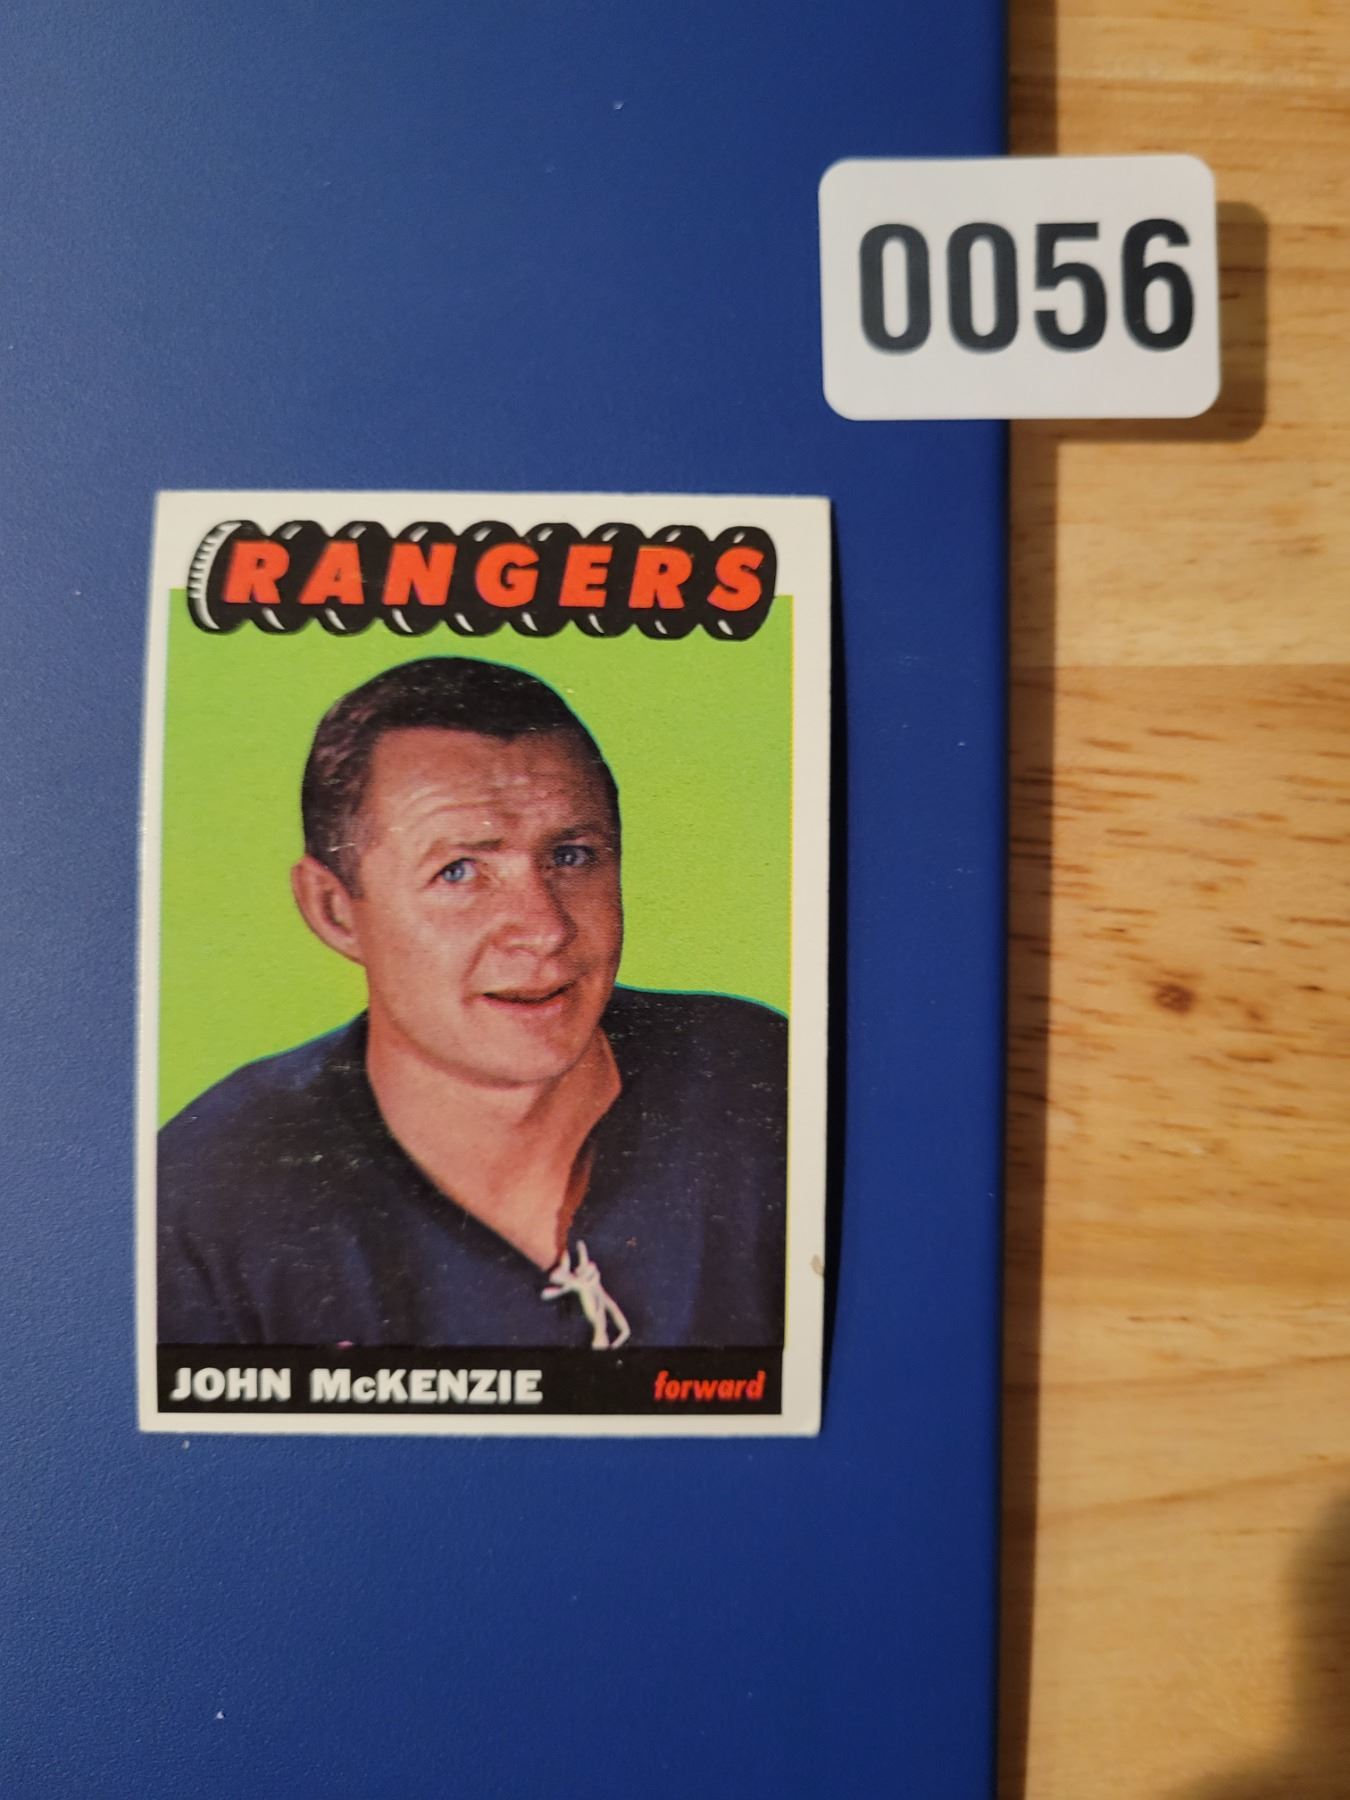 0056
RANGERS
JOHN McKENZIE forward